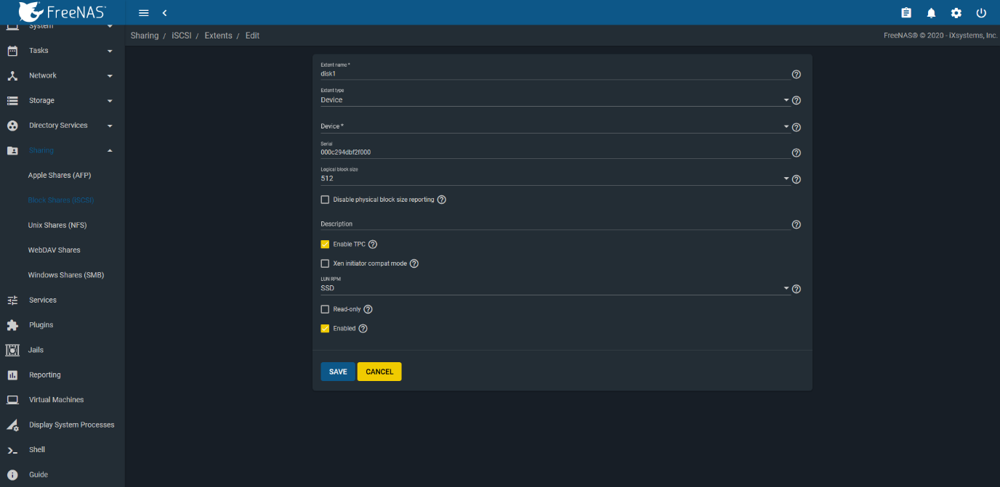 FreeNAS®
System
Tasks
Network
Storage
Directory Services
Sharing
Apple Shares (AFP)
Block Shares (iSCSI)
Unix Shares (NFS)
WebDAV Shares
Windows Shares (SMB)
Services
Plugins
Jails
Reporting
Virtual Machines
Display System Processes
Shell
Guide
Sharing / iSCSI / Extents / Edit
FreeNAS® © 2020 - iXsystems, Inc.
Extent name *
disk1
Extent type
Device
Device *
Serial
000c294dbf2f000
Logical block size
512
Disable physical block size reporting
Description
Enable TPC
Xen initiator compat mode
LUN RPM
SSD
Read-only
Enabled
SAVE CANCEL